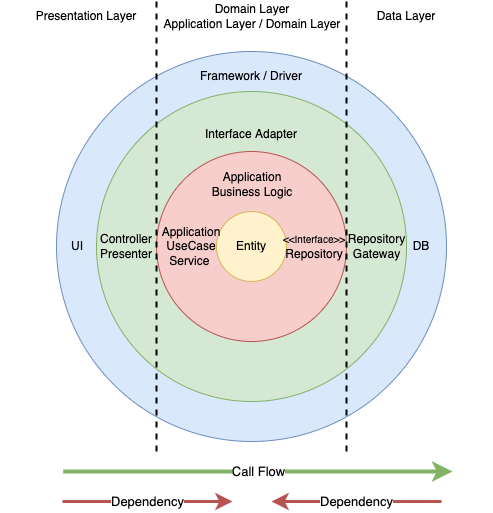 Presentation Layer
Domain Layer
Application Layer / Domain Layer
Data Layer
Framework / Driver
Interface Adapter
Application
Business Logic
UI
Controller
Presenter
Application
UseCase
Service
Entity
<<Interface>>
Repository
Repository
Gateway
DB
Call Flow
Dependency
Dependency